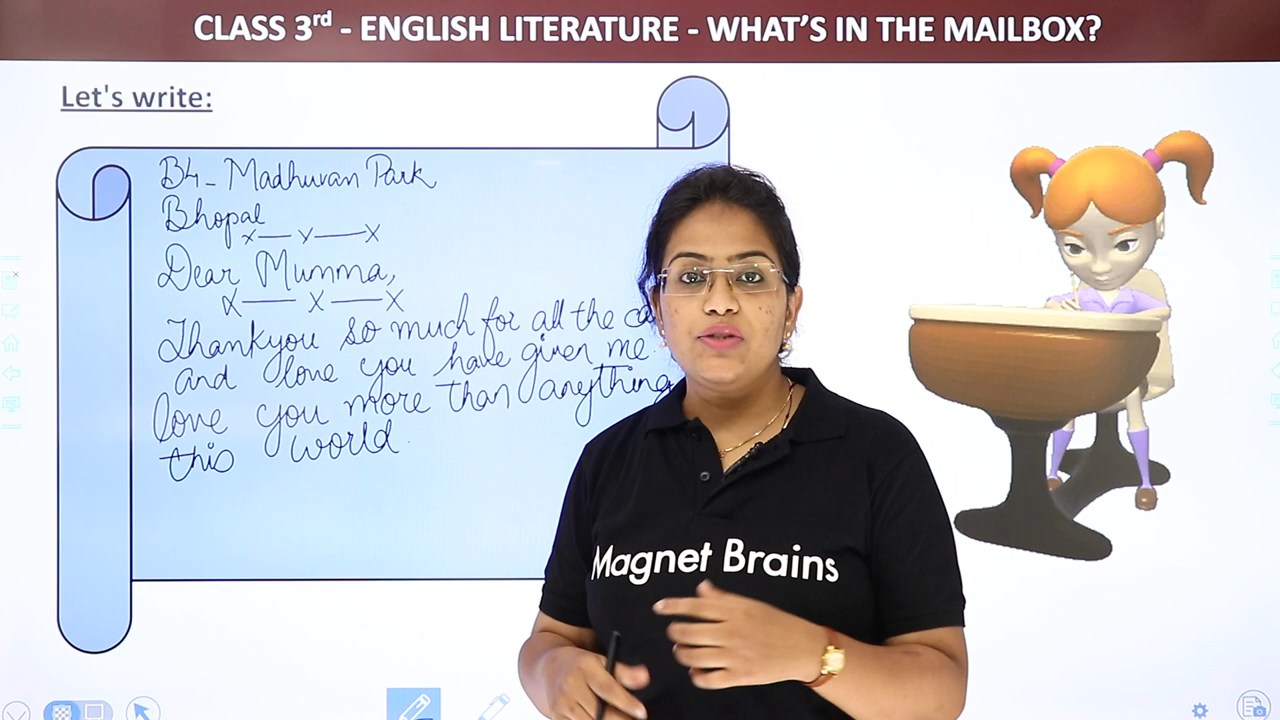 CLASS 3rd - ENGLISH LITERATURE - WHAT'S IN THE MAILBOX?
Let's write:
B4- Madhuvan Park
Bhopal
x — x — x
Dear Mumma,
x — x — x
Thankyou so much for all the
and love you have given me
love you more than anything
this world.
Magnet Brains